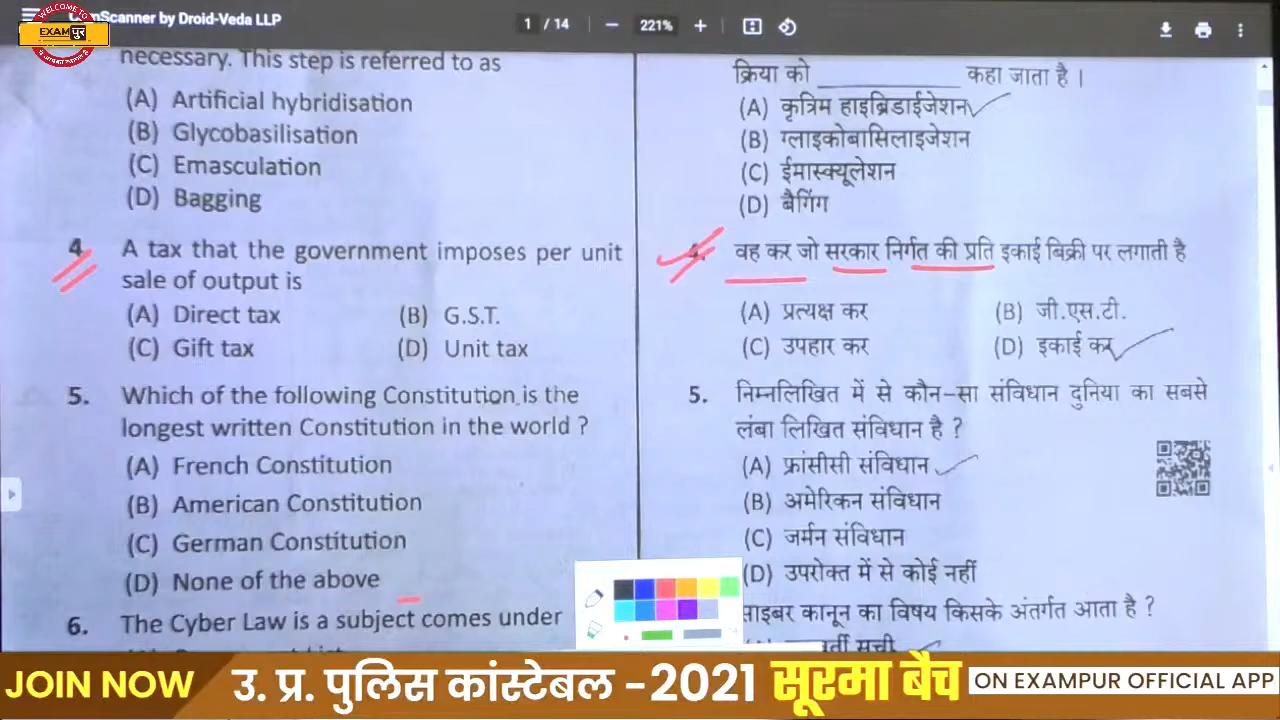 WELCOME TO
EXAMपुर
Scanner by Droid-Veda LLP
1 / 14
221%
necessary. This step is referred to as
(A) Artificial hybridisation
(B) Glycobasilisation
(C) Emasculation
(D) Bagging
4. A tax that the government imposes per unit
sale of output is
(A) Direct tax (B) G.S.T.
(C) Gift tax (D) Unit tax
5. Which of the following Constitution is the
longest written Constitution in the world ?
(A) French Constitution
(B) American Constitution
(C) German Constitution
(D) None of the above
6. The Cyber Law is a subject comes under
क्रिया को __________ कहा जाता है ।
(A) कृत्रिम हाइब्रिडाईजेशन
(B) ग्लाइकोबासिलाइजेशन
(C) ईमास्क्यूलेशन
(D) बैगिंग
4. वह कर जो सरकार निर्गत की प्रति इकाई बिक्री पर लगाती है
(A) प्रत्यक्ष कर (B) जी.एस.टी.
(C) उपहार कर (D) इकाई कर
5. निम्नलिखित में से कौन-सा संविधान दुनिया का सबसे
लंबा लिखित संविधान है ?
(A) फ्रांसीसी संविधान
(B) अमेरिकन संविधान
(C) जर्मन संविधान
(D) उपरोक्त में से कोई नहीं
साइबर कानून का विषय किसके अंतर्गत आता है ?
JOIN NOW उ. प्र. पुलिस कांस्टेबल -2021 सूरमा बैच ON EXAMPUR OFFICIAL APP